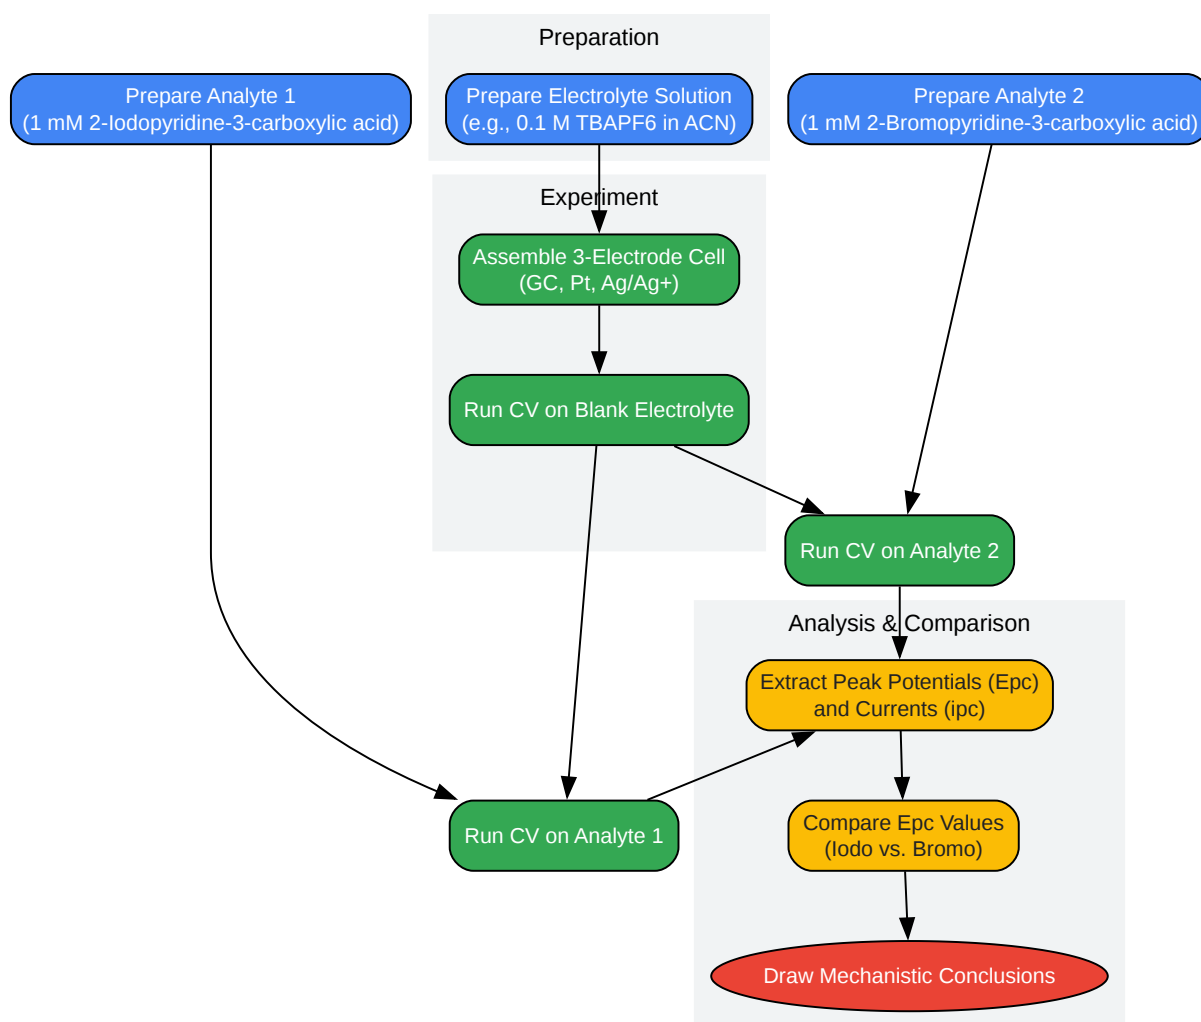 Preparation
Prepare Analyte 1
(1 mM 2-Iodopyridine-3-carboxylic acid)
Prepare Electrolyte Solution
(e.g., 0.1 M TBAPF6 in ACN)
Prepare Analyte 2
(1 mM 2-Bromopyridine-3-carboxylic acid)
Experiment
Assemble 3-Electrode Cell
(GC, Pt, Ag/Ag+)
Run CV on Blank Electrolyte
Run CV on Analyte 2
Analysis & Comparison
Extract Peak Potentials (Epc)
and Currents (ipc)
Run CV on Analyte 1
Compare Epc Values
(Iodo vs. Bromo)
Draw Mechanistic Conclusions